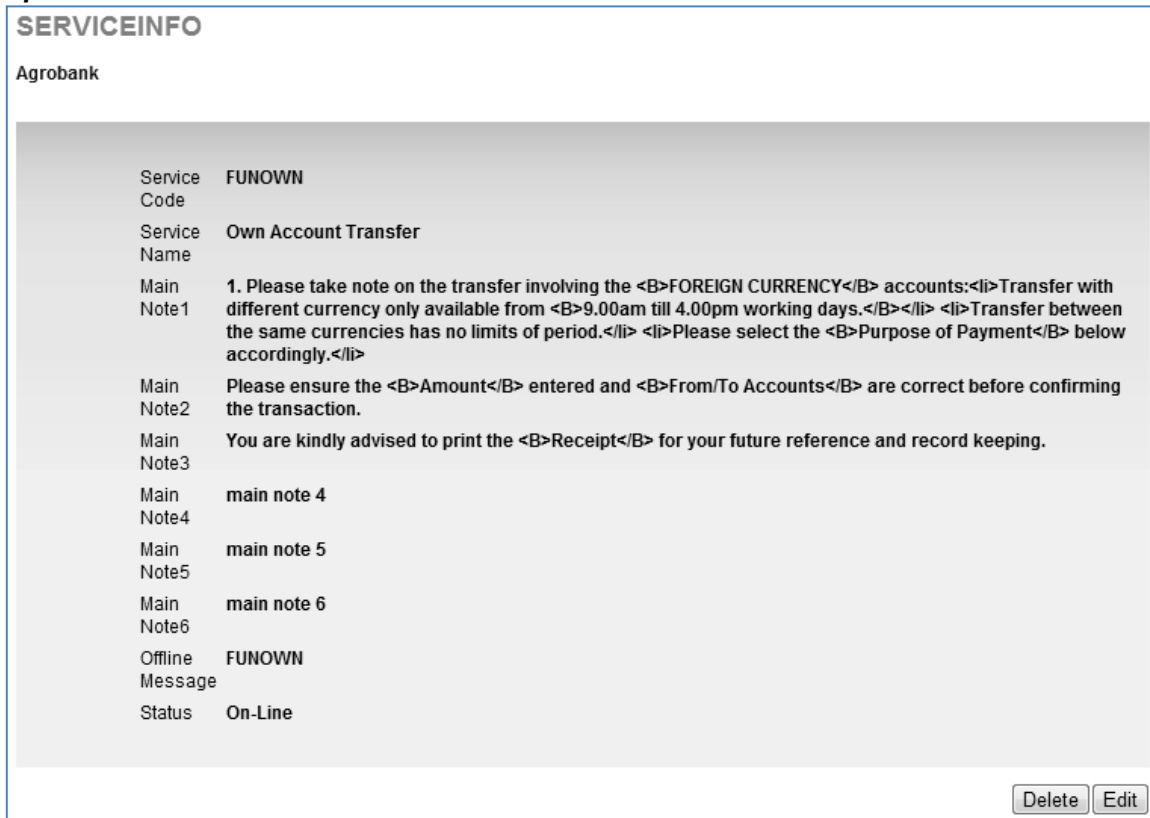 SERVICEINFO
Agrobank
Service FUNOWN
Code
Service Own Account Transfer
Name
Main 1. Please take note on the transfer involving the <B>FOREIGN CURRENCY</B> accounts:<li>Transfer with
Note1 different currency only available from <B>9.00am till 4.00pm working days.</B></li> <li>Transfer between
the same currencies has no limits of period.</li> <li>Please select the <B>Purpose of Payment</B> below
accordingly.</li>
Main Please ensure the <B>Amount</B> entered and <B>From/To Accounts</B> are correct before confirming
Note2 the transaction.
Main You are kindly advised to print the <B>Receipt</B> for your future reference and record keeping.
Note3
Main main note 4
Note4
Main main note 5
Note5
Main main note 6
Note6
Offline FUNOWN
Message
Status On-Line
Delete Edit